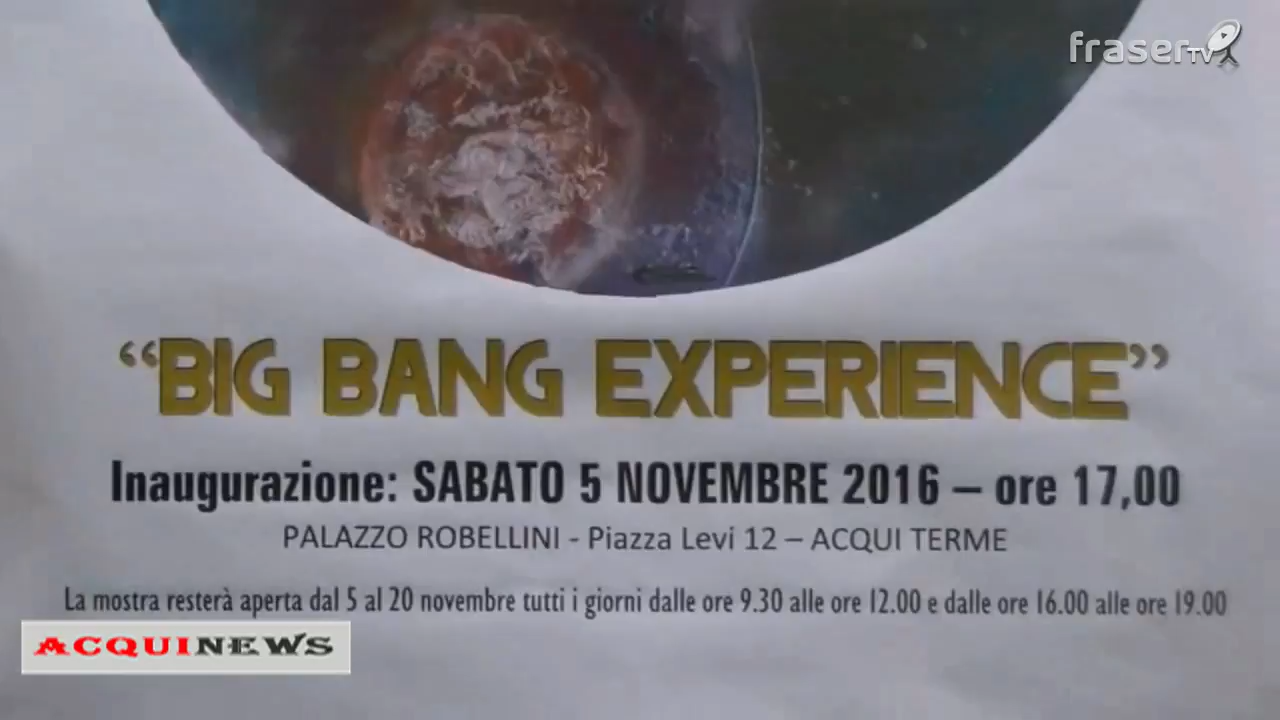 fraserTV
“BIG BANG EXPERIENCE”
Inaugurazione: SABATO 5 NOVEMBRE 2016 – ore 17,00
PALAZZO ROBELLINI - Piazza Levi 12 – ACQUI TERME
La mostra resterà aperta dal 5 al 20 novembre tutti i giorni dalle ore 9.30 alle ore 12.00 e dalle ore 16.00 alle ore 19.00
ACQUINEWS